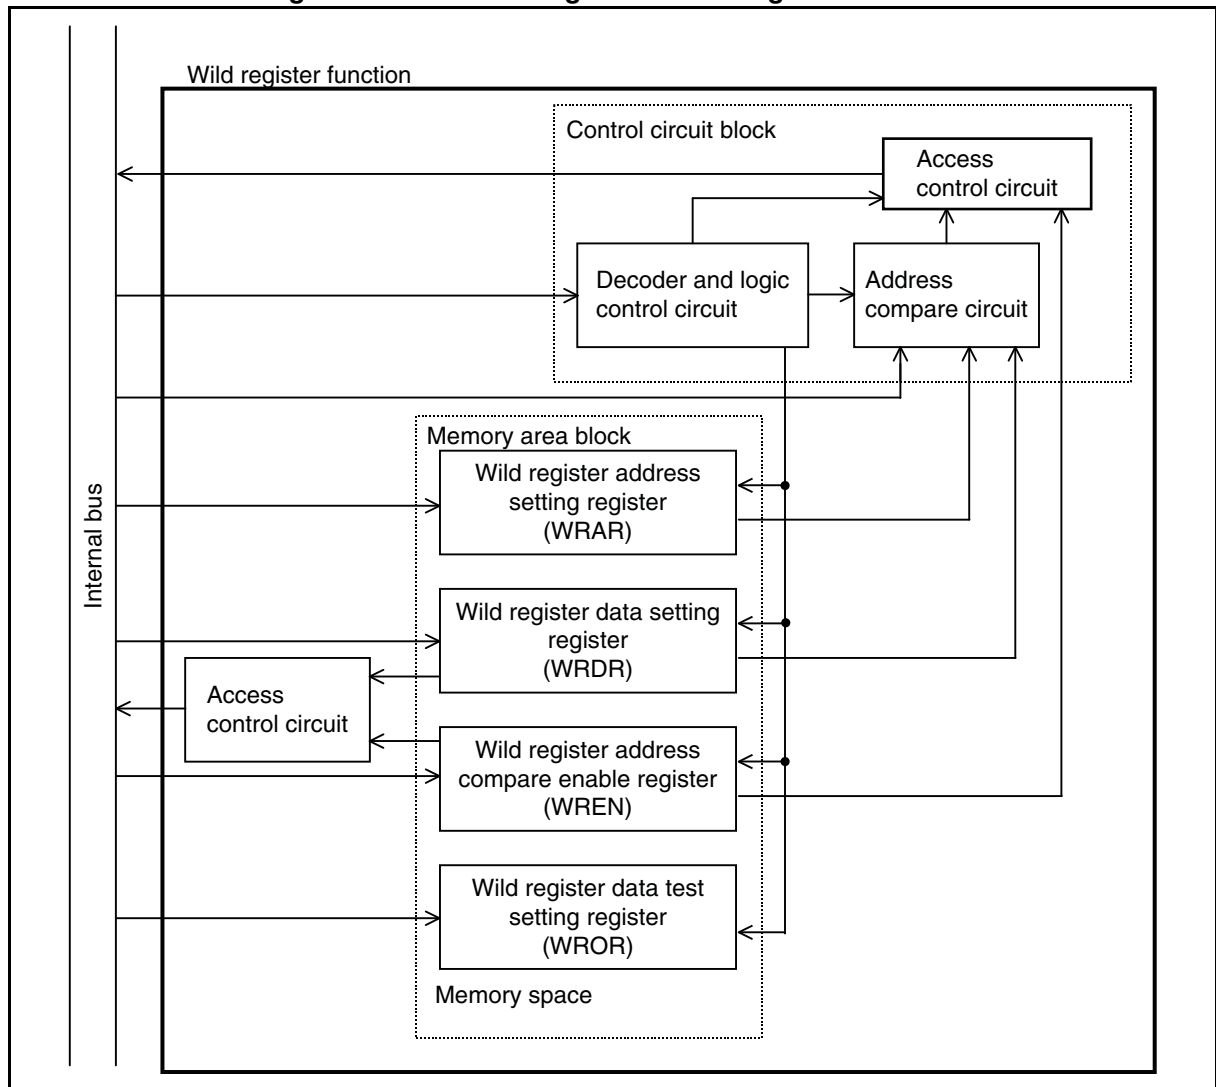 Wild register function
Control circuit block
Access
control circuit
Decoder and logic
control circuit
Address
compare circuit
Memory area block
Wild register address
setting register
(WRAR)
Internal bus
Wild register data setting
register
(WRDR)
Access
control circuit
Wild register address
compare enable register
(WREN)
Wild register data test
setting register
(WROR)
Memory space